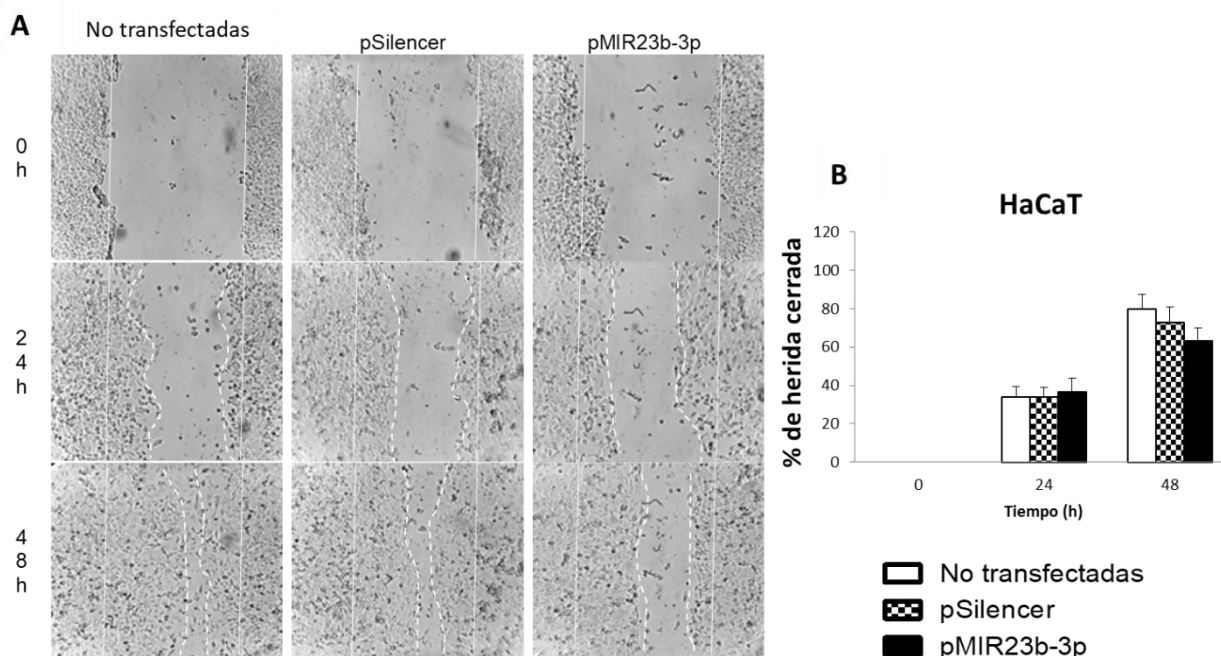 A
No transfectadas
pSilencer
pMIR23b-3p
0
h
2
4
h
4
8
h
B
HaCaT
% de herida cerrada
120
100
80
60
40
20
0
0
24
48
Tiempo (h)
No transfectadas
pSilencer
pMIR23b-3p